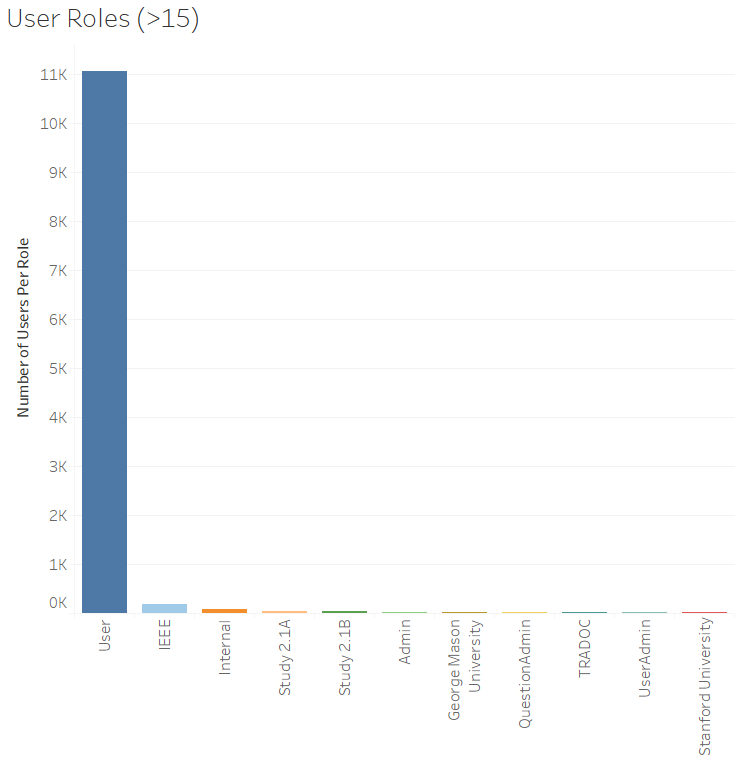 User Roles (>15)
Number of Users Per Role
11K
10K
9K
8K
7K
6K
5K
4K
3K
2K
1K
0K
User
IEEE
Internal
Study 2.1A
Study 2.1B
Admin
George Mason
University
QuestionAdmin
TRADOC
UserAdmin
Stanford University